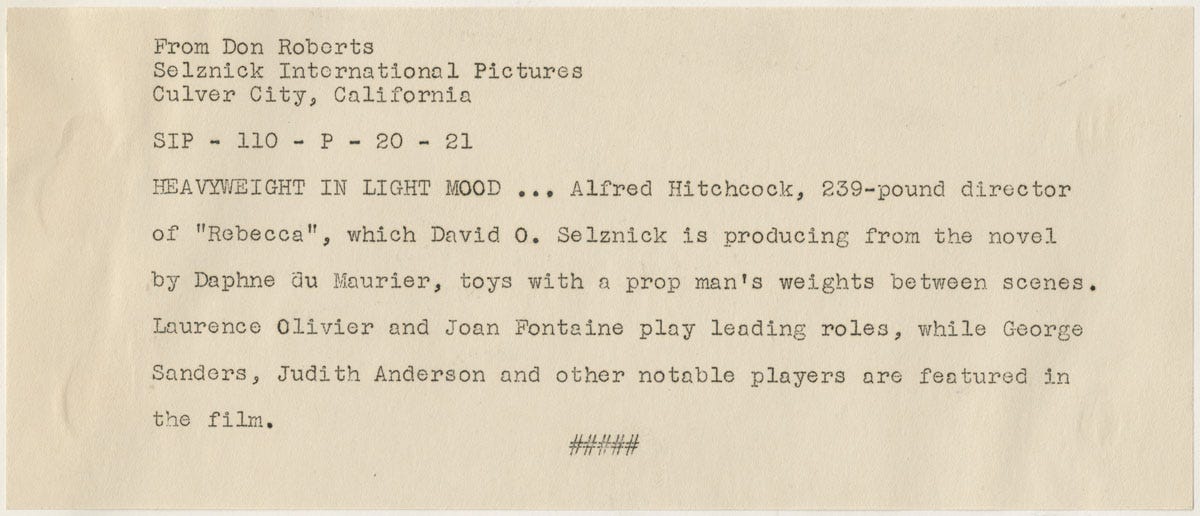 From Don Roberts
Selznick International Pictures
Culver City, California
SIP - 110 - P - 20 - 21
HEAVYWEIGHT IN LIGHT MOOD ... Alfred Hitchcock, 239-pound director
of "Rebecca", which David O. Selznick is producing from the novel
by Daphne du Maurier, toys with a prop man's weights between scenes.
Laurence Olivier and Joan Fontaine play leading roles, while George
Sanders, Judith Anderson and other notable players are featured in
the film.
#####